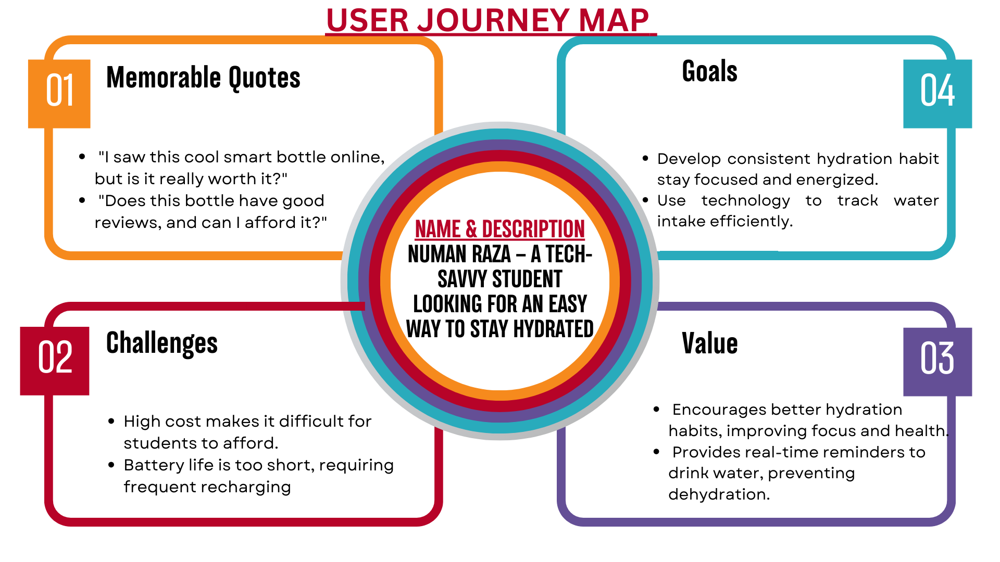 USER JOURNEY MAP
01
Memorable Quotes
• "I saw this cool smart bottle online,
but is it really worth it?"
• "Does this bottle have good
reviews, and can I afford it?"
04
Goals
• Develop consistent hydration habit
stay focused and energized.
• Use technology to track water
intake efficiently.
NAME & DESCRIPTION
NUMAN RAZA – A TECH-
SAVVY STUDENT
LOOKING FOR AN EASY
WAY TO STAY HYDRATED
02
Challenges
• High cost makes it difficult for
students to afford.
• Battery life is too short, requiring
frequent recharging
03
Value
• Encourages better hydration
habits, improving focus and health.
• Provides real-time reminders to
drink water, preventing
dehydration.